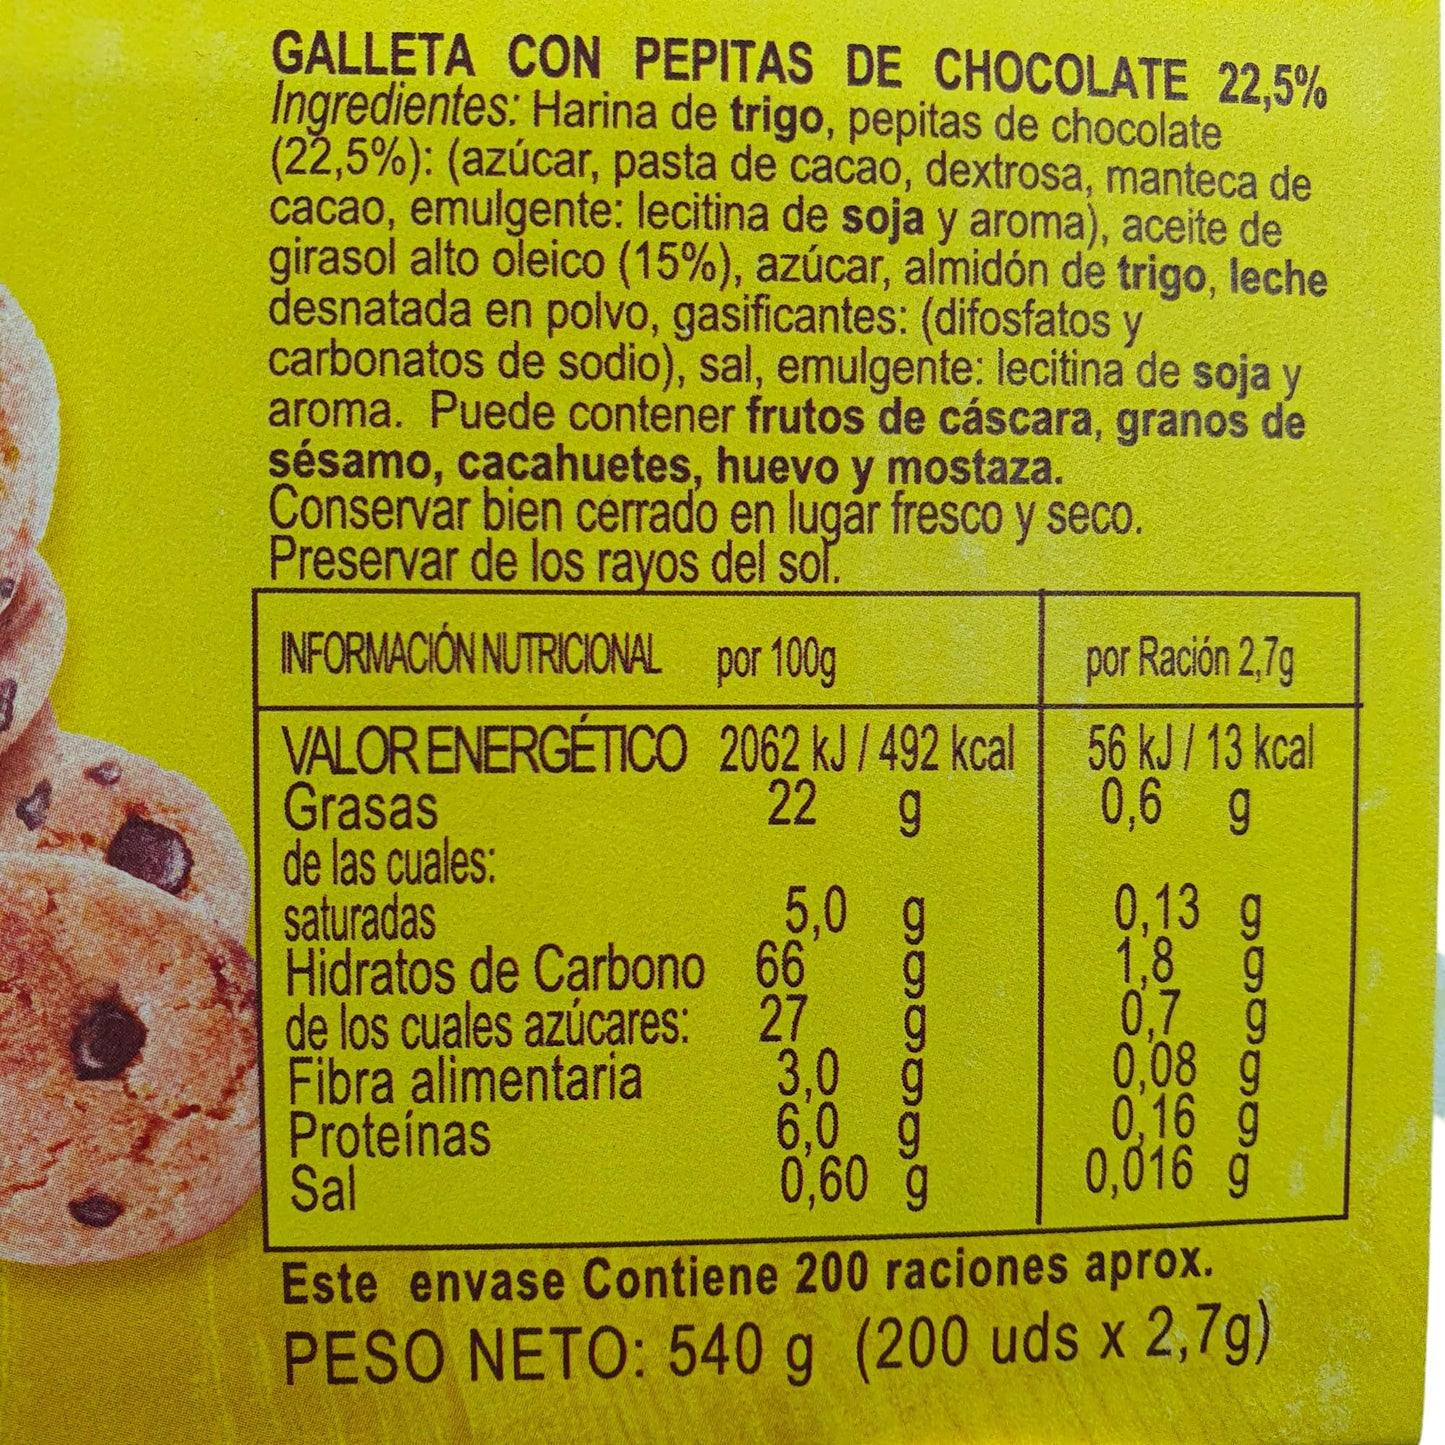 GALLETA CON PEPITAS DE CHOCOLATE 22,5%
Ingredientes: Harina de trigo, pepitas de chocolate
(22,5%): (azúcar, pasta de cacao, dextrosa, manteca de
cacao, emulgente: lecitina de soja y aroma), aceite de
girasol alto oleico (15%), azúcar, almidón de trigo, leche
desnatada en polvo, gasificantes: (difosfatos y
carbonatos de sodio), sal, emulgente: lecitina de soja y
aroma. Puede contener frutos de cáscara, granos de
sésamo, cacahuetes, huevo y mostaza.
Conservar bien cerrado en lugar fresco y seco.
Preservar de los rayos del sol.
INFORMACIÓN NUTRICIONAL por 100g por Ración 2,7g
VALOR ENERGÉTICO 2062 kJ / 492 kcal 56 kJ / 13 kcal
Grasas 22 g 0,6 g
de las cuales:
saturadas 5,0 g 0,13 g
Hidratos de Carbono 66 g 1,8 g
de los cuales azúcares: 27 g 0,7 g
Fibra alimentaria 3,0 g 0,08 g
Proteínas 6,0 g 0,16 g
Sal 0,60 g 0,016 g
Este envase Contiene 200 raciones aprox.
PESO NETO: 540 g (200 uds x 2,7g)